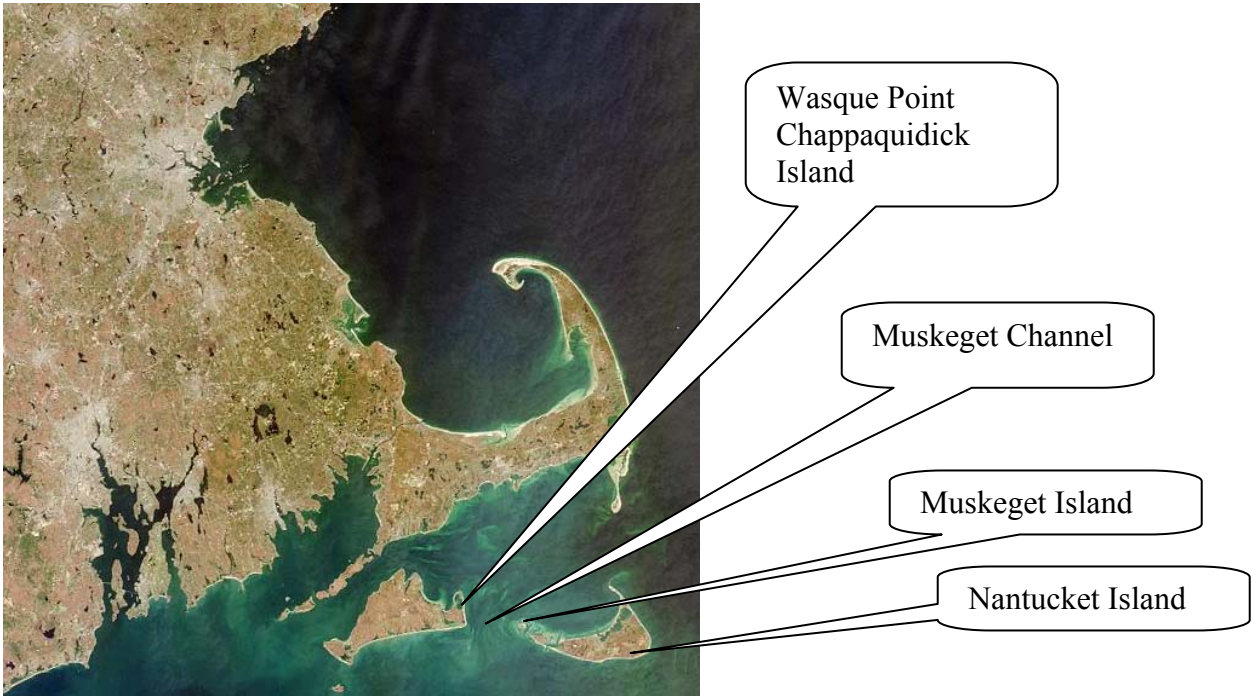 Wasque Point
Chappaquidick
Island
Muskeget Channel
Muskeget Island
Nantucket Island